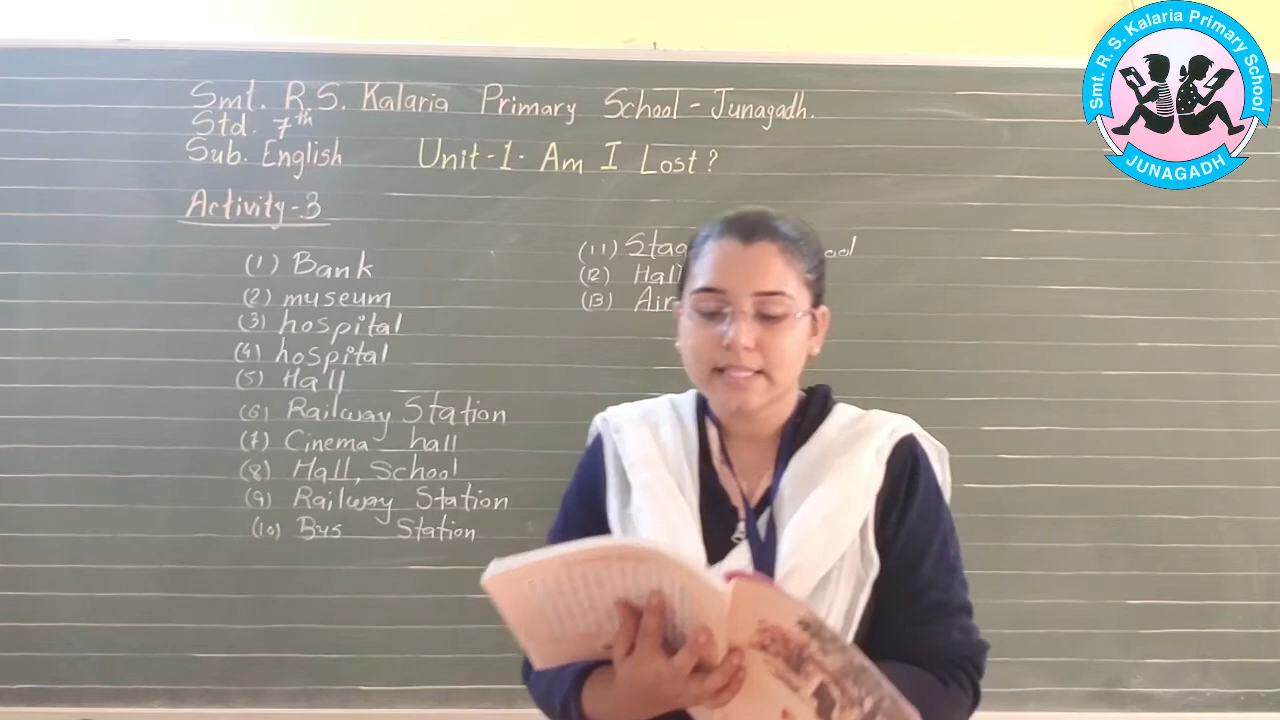 Smt. R.S. Kalaria Primary School - Junagadh.
Std. 7th
Sub. English Unit-1. Am I Lost?
Activity-3
(1) Bank
(2) museum
(3) hospital
(4) hospital
(5) Hall
(6) Railway Station
(7) Cinema hall
(8) Hall, School
(9) Railway Station
(10) Bus Station
(11)
(12)
(13)
Smt. R. S. Kalaria Primary School
JUNAGADH